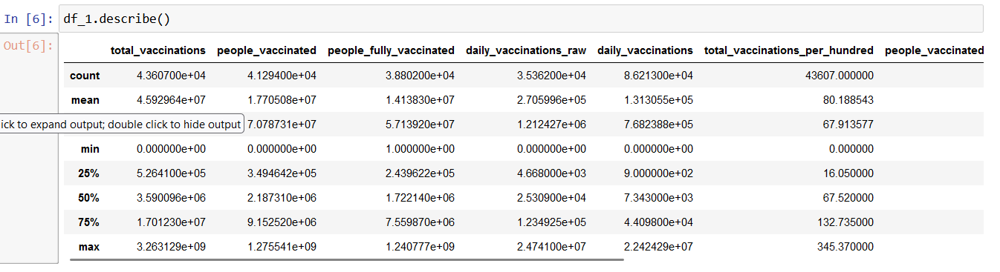 In [6]: df_1.describe()
Out[6]:
total_vaccinations people_vaccinated people_fully_vaccinated daily_vaccinations_raw daily_vaccinations total_vaccinations_per_hundred people_vaccinated
count 4.360700e+04 4.129400e+04 3.880200e+04 3.536200e+04 8.621300e+04 43607.000000
mean 4.592964e+07 1.770508e+07 1.413830e+07 2.705996e+05 1.313055e+05 80.188543
ick to expand output; double click to hide output 7.078731e+07 5.713920e+07 1.212427e+06 7.682388e+05 67.913577
min 0.000000e+00 0.000000e+00 1.000000e+00 0.000000e+00 0.000000e+00 0.000000
25% 5.264100e+05 3.494642e+05 2.439622e+05 4.668000e+03 9.000000e+02 16.050000
50% 3.590096e+06 2.187310e+06 1.722140e+06 2.530900e+04 7.343000e+03 67.520000
75% 1.701230e+07 9.152520e+06 7.559870e+06 1.234925e+05 4.409800e+04 132.735000
max 3.263129e+09 1.275541e+09 1.240777e+09 2.474100e+07 2.242429e+07 345.370000